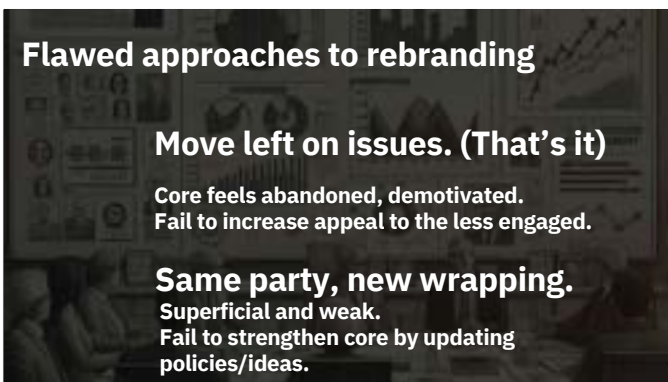 Flawed approaches to rebranding
Move left on issues. (That's it)
Core feels abandoned, demotivated.
Fail to increase appeal to the less engaged.
Same party, new wrapping.
Superficial and weak.
Fail to strengthen core by updating
policies/ideas.